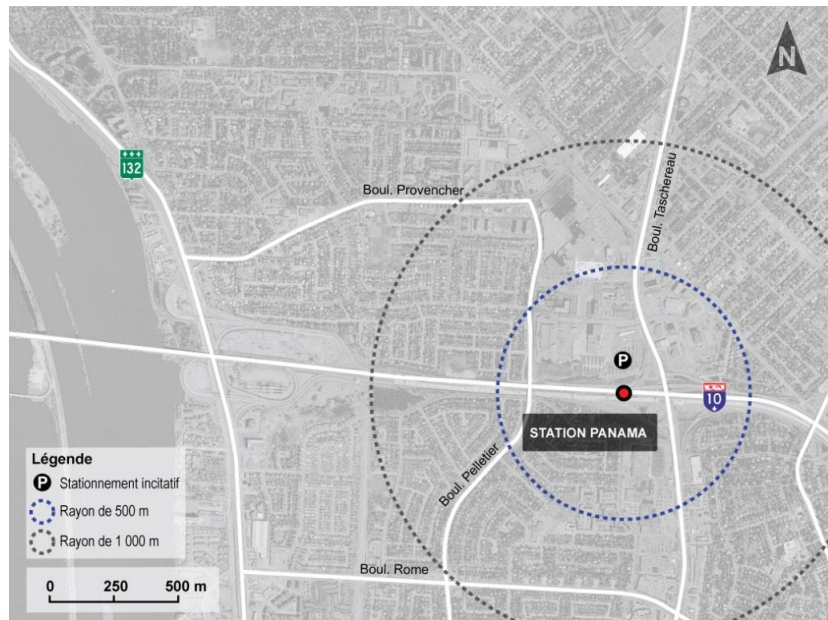 N
132
Boul. Provencher
Boul. Taschereau
P
10
STATION PANAMA
Boul. Pelletier
Boul. Rome
Légende
P Stationnement incitatif
Rayon de 500 m
Rayon de 1 000 m
0 250 500 m